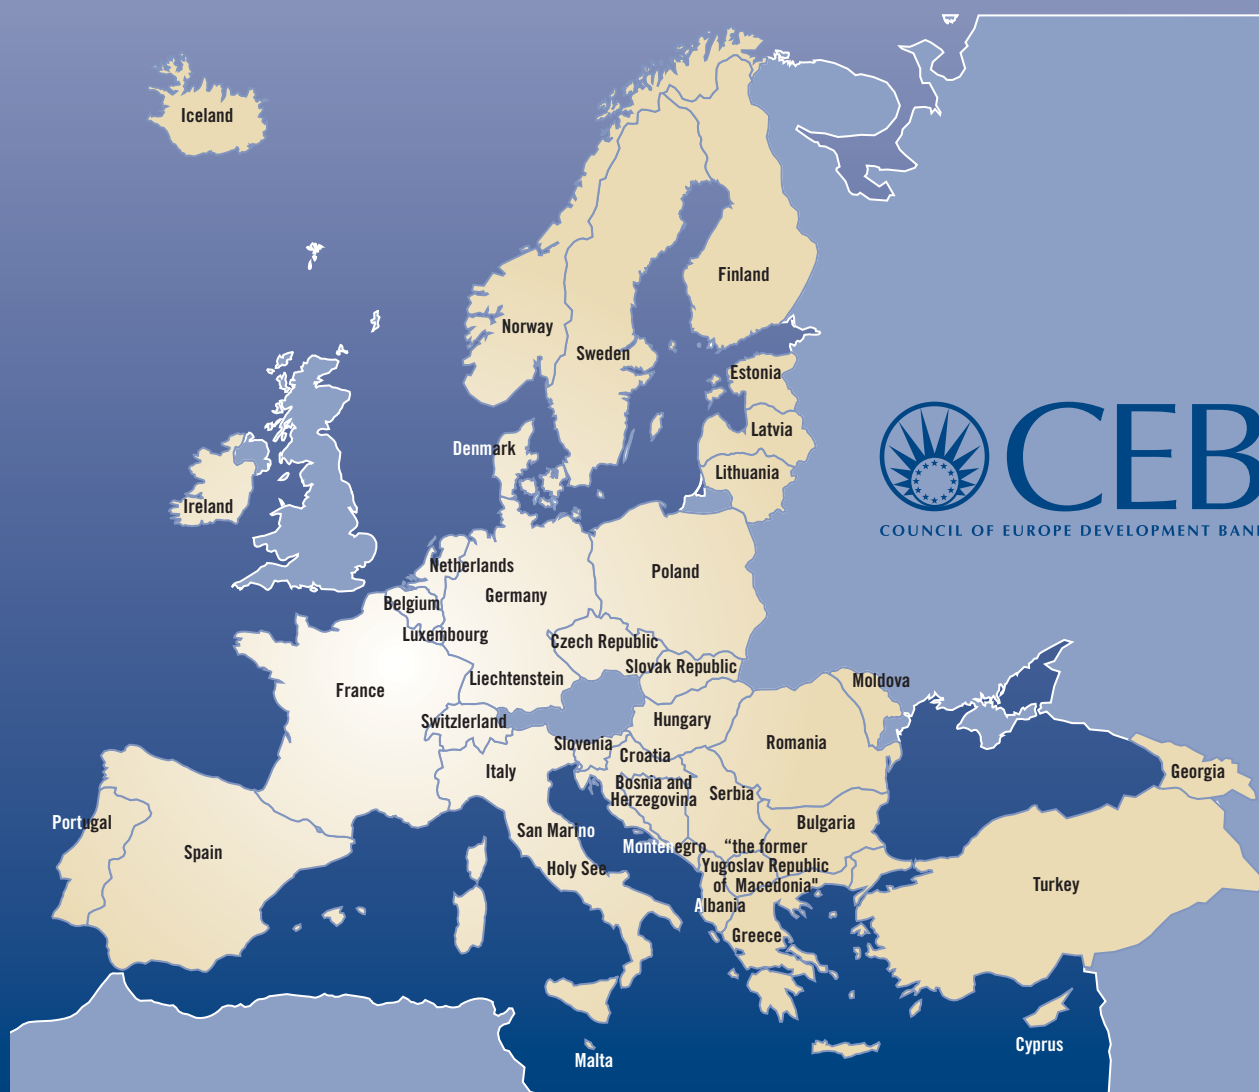 Iceland
Finland
Norway
Sweden
Estonia
Denmark
Latvia
Lithuania
Ireland
CEB
COUNCIL OF EUROPE DEVELOPMENT BAN
Netherlands
Poland
Germany
Belgium
Luxembourg
Czech Republic
Slovak Republic
Liechtenstein
Moldova
France
Switzlerland
Hungary
Slovenia
Romania
Croatia
Italy
Georgia
Bosnia and
Herzegovina
Serbia
Portugal
Bulgaria
San Marino
Spain
Montenegro
“the former
Yugoslav Republic
of Macedonia"
Holy See
Turkey
Albania
Greece
Cyprus
Malta